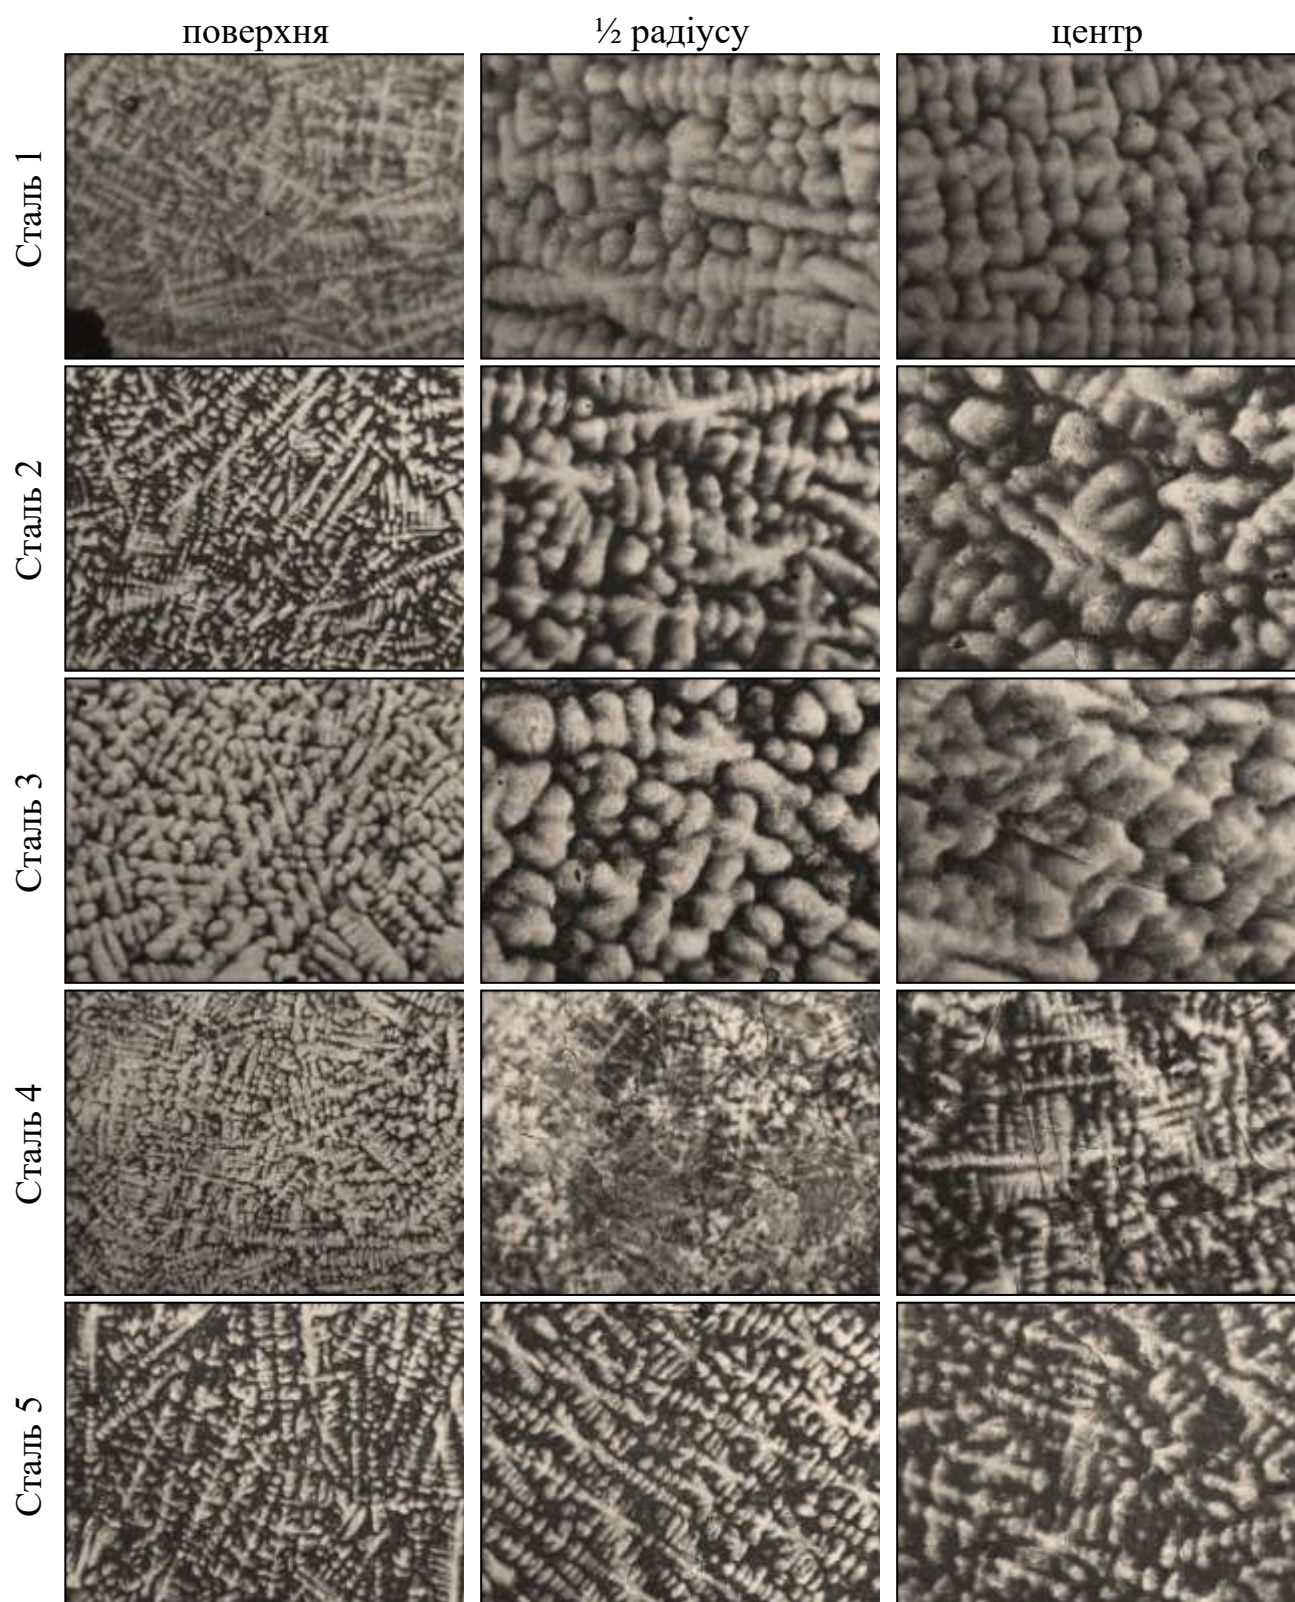 поверхня ½ радіусу центр
Сталь 1
Сталь 2
Сталь 3
Сталь 4
Сталь 5